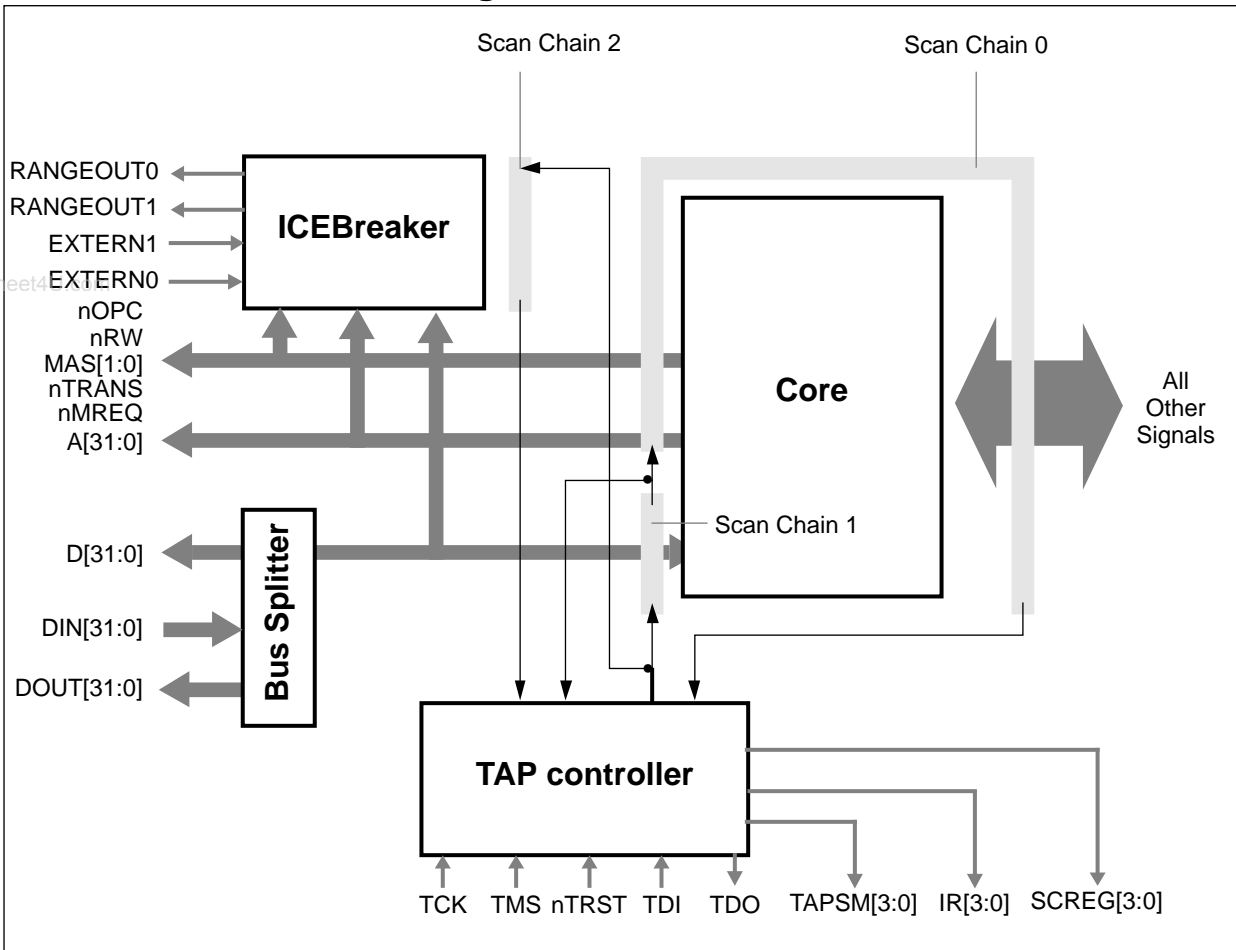 Scan Chain 2
Scan Chain 0
RANGEOUT0
RANGEOUT1
EXTERN1
EXTERN0
eet4U.com
nOPC
nRW
MAS[1:0]
nTRANS
nMREQ
A[31:0]
ICEBreaker
Core
All
Other
Signals
Scan Chain 1
D[31:0]
DIN[31:0]
DOUT[31:0]
Bus Splitter
TAP controller
TCK
TMS
nTRST
TDI
TDO
TAPSM[3:0]
IR[3:0]
SCREG[3:0]